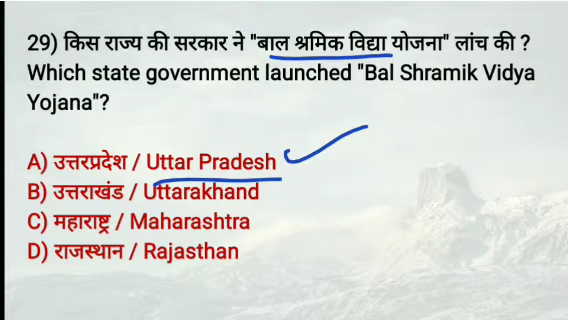 29) किस राज्य की सरकार ने "बाल श्रमिक विद्या योजना" लांच की ?
Which state government launched "Bal Shramik Vidya
Yojana"?
A) उत्तरप्रदेश / Uttar Pradesh
B) उत्तराखंड / Uttarakhand
C) महाराष्ट्र / Maharashtra
D) राजस्थान / Rajasthan